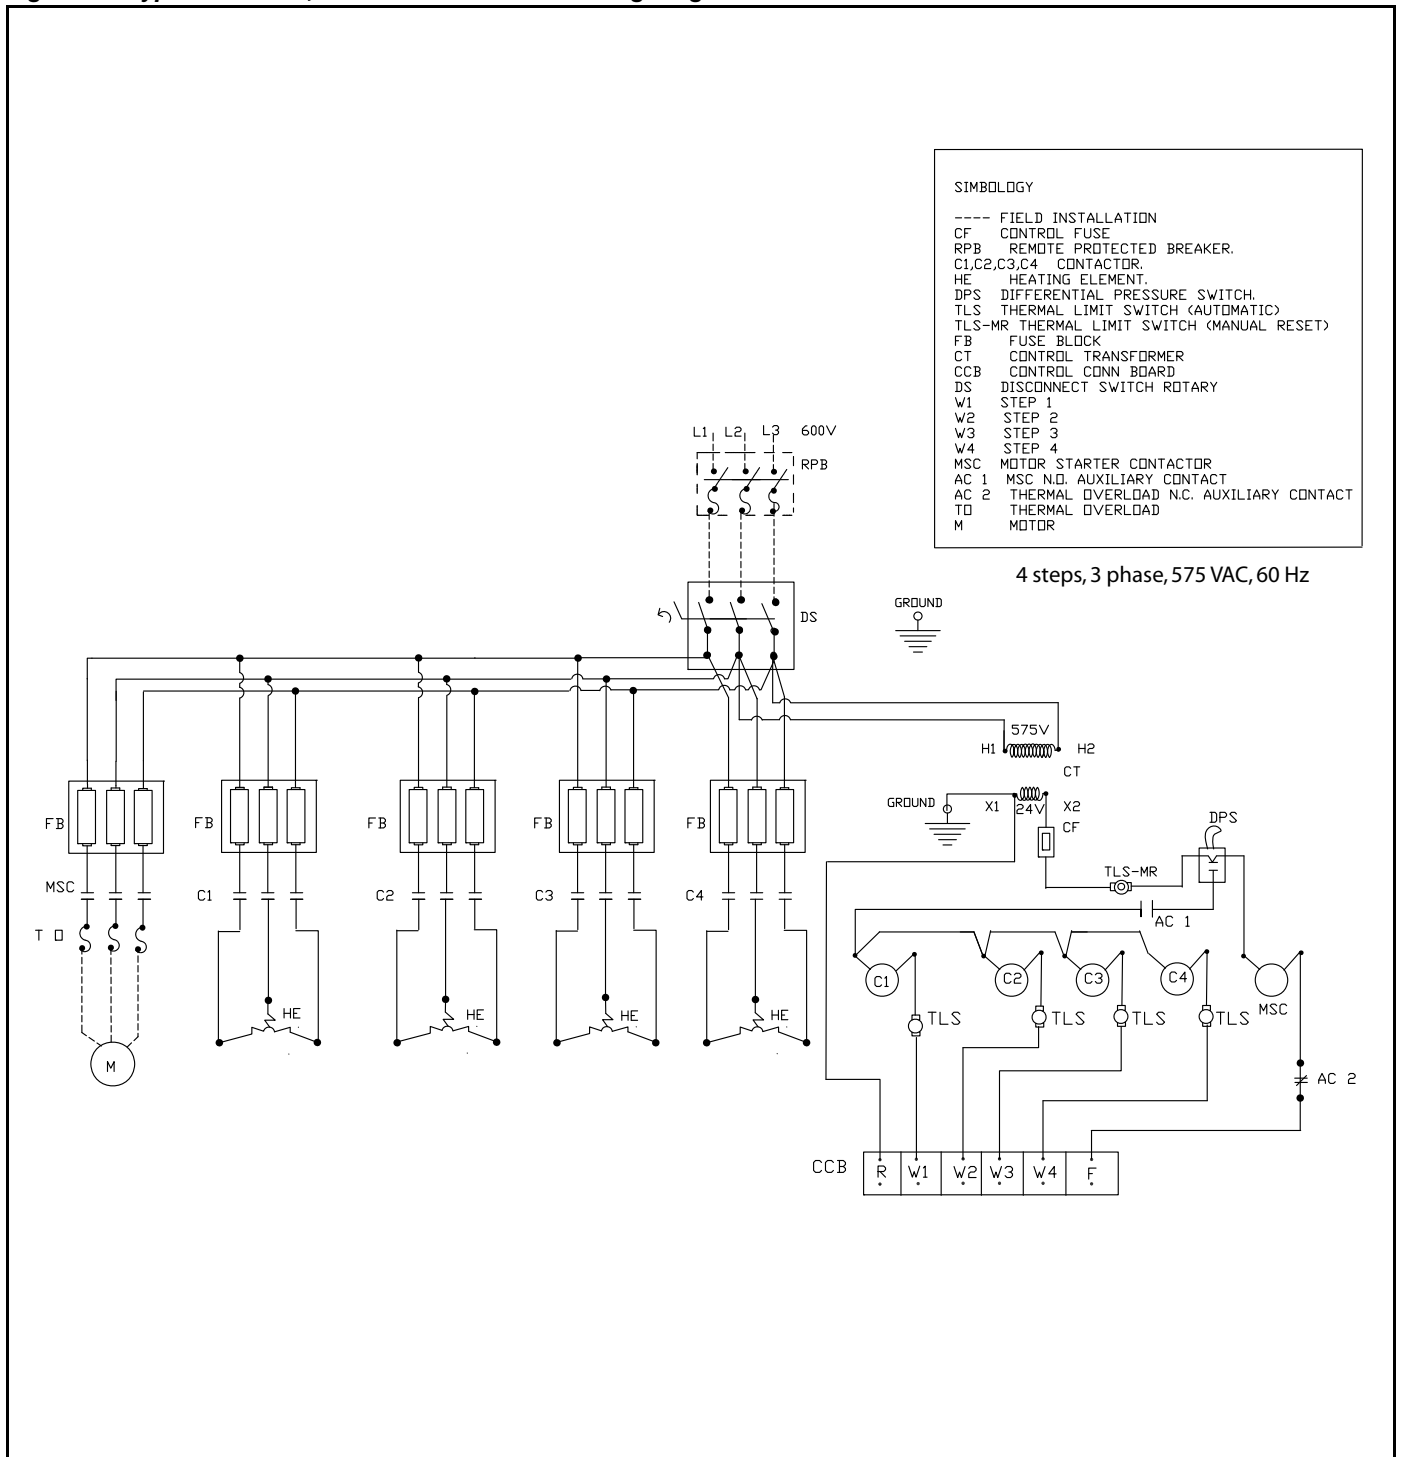 SIMBOLOGY
---- FIELD INSTALLATION
CF CONTROL FUSE
RPB REMOTE PROTECTED BREAKER.
C1,C2,C3,C4 CONTACTOR.
HE HEATING ELEMENT.
DPS DIFFERENTIAL PRESSURE SWITCH.
TLS THERMAL LIMIT SWITCH (AUTOMATIC)
TLS-MR THERMAL LIMIT SWITCH (MANUAL RESET)
FB FUSE BLOCK
CT CONTROL TRANSFORMER
CCB CONTROL CONN BOARD
DS DISCONNECT SWITCH ROTARY
W1 STEP 1
W2 STEP 2
W3 STEP 3
W4 STEP 4
MSC MOTOR STARTER CONTACTOR
AC 1 MSC N.O. AUXILIARY CONTACT
AC 2 THERMAL OVERLOAD N.C. AUXILIARY CONTACT
TO THERMAL OVERLOAD
M MOTOR
4 steps, 3 phase, 575 VAC, 60 Hz
L1 L2 L3 600V
RPB
DS
GROUND
575V
H1 H2
CT
GROUND X1 24V X2
CF
DPS
FB FB FB FB FB
TLS-MR
MSC C1 C2 C3 C4
AC 1
T O
C1 C2 C3 C4
MSC
HE HE HE HE
TLS TLS TLS TLS
M
AC 2
CCB R W1 W2 W3 W4 F